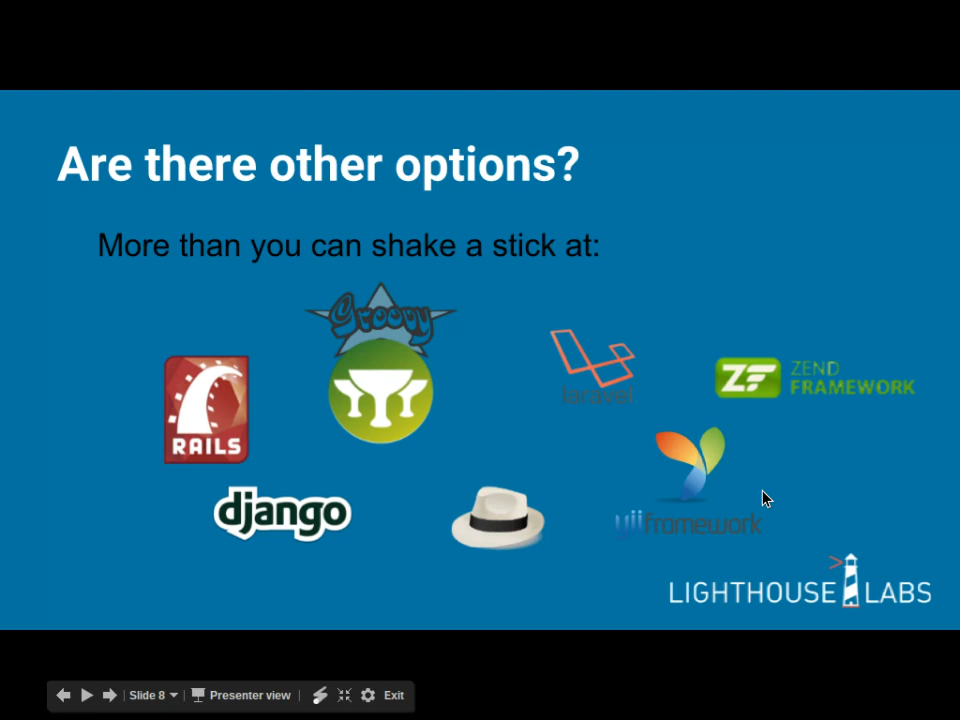 Are there other options?
More than you can shake a stick at:
Groovy
laravel
ZF ZEND
FRAMEWORK
RAILS
django
yiiframework
LIGHTHOUSE LABS
Slide 8
Presenter view
Exit